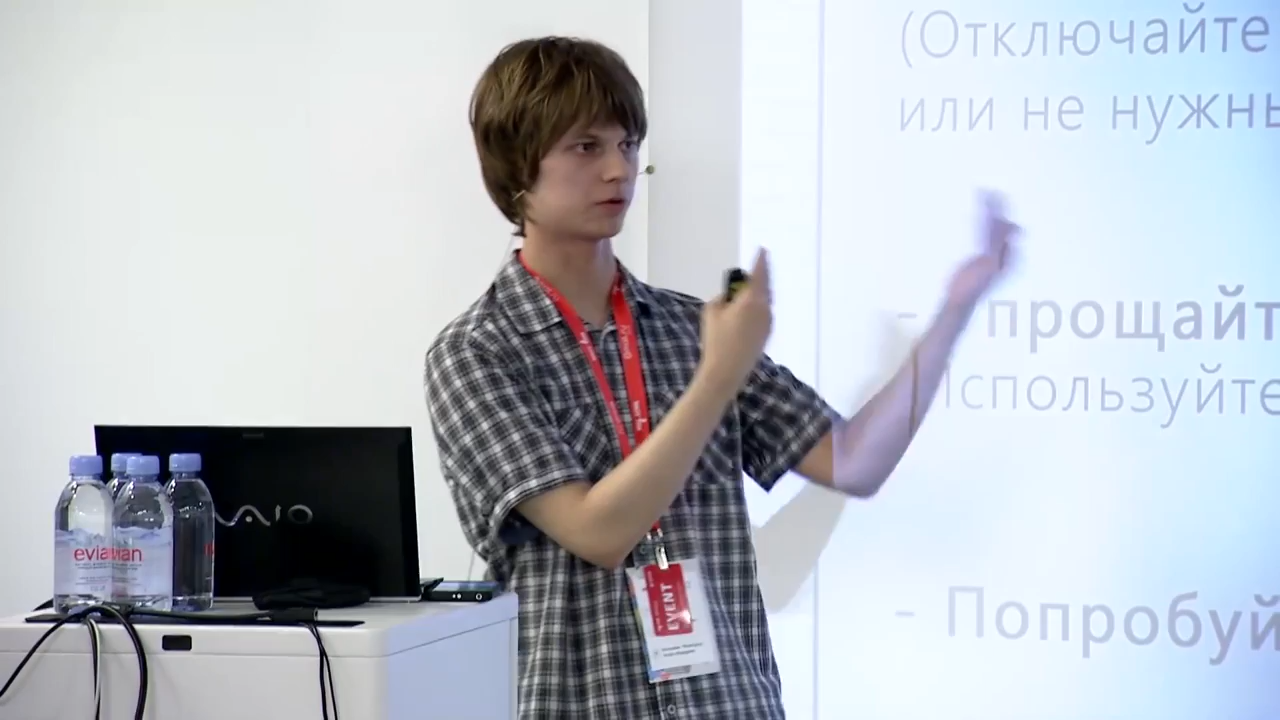 (Отключайте
или не нужны
- прощайт
Используйте
- Попробуй
VAIO
evian
evian
EVENT